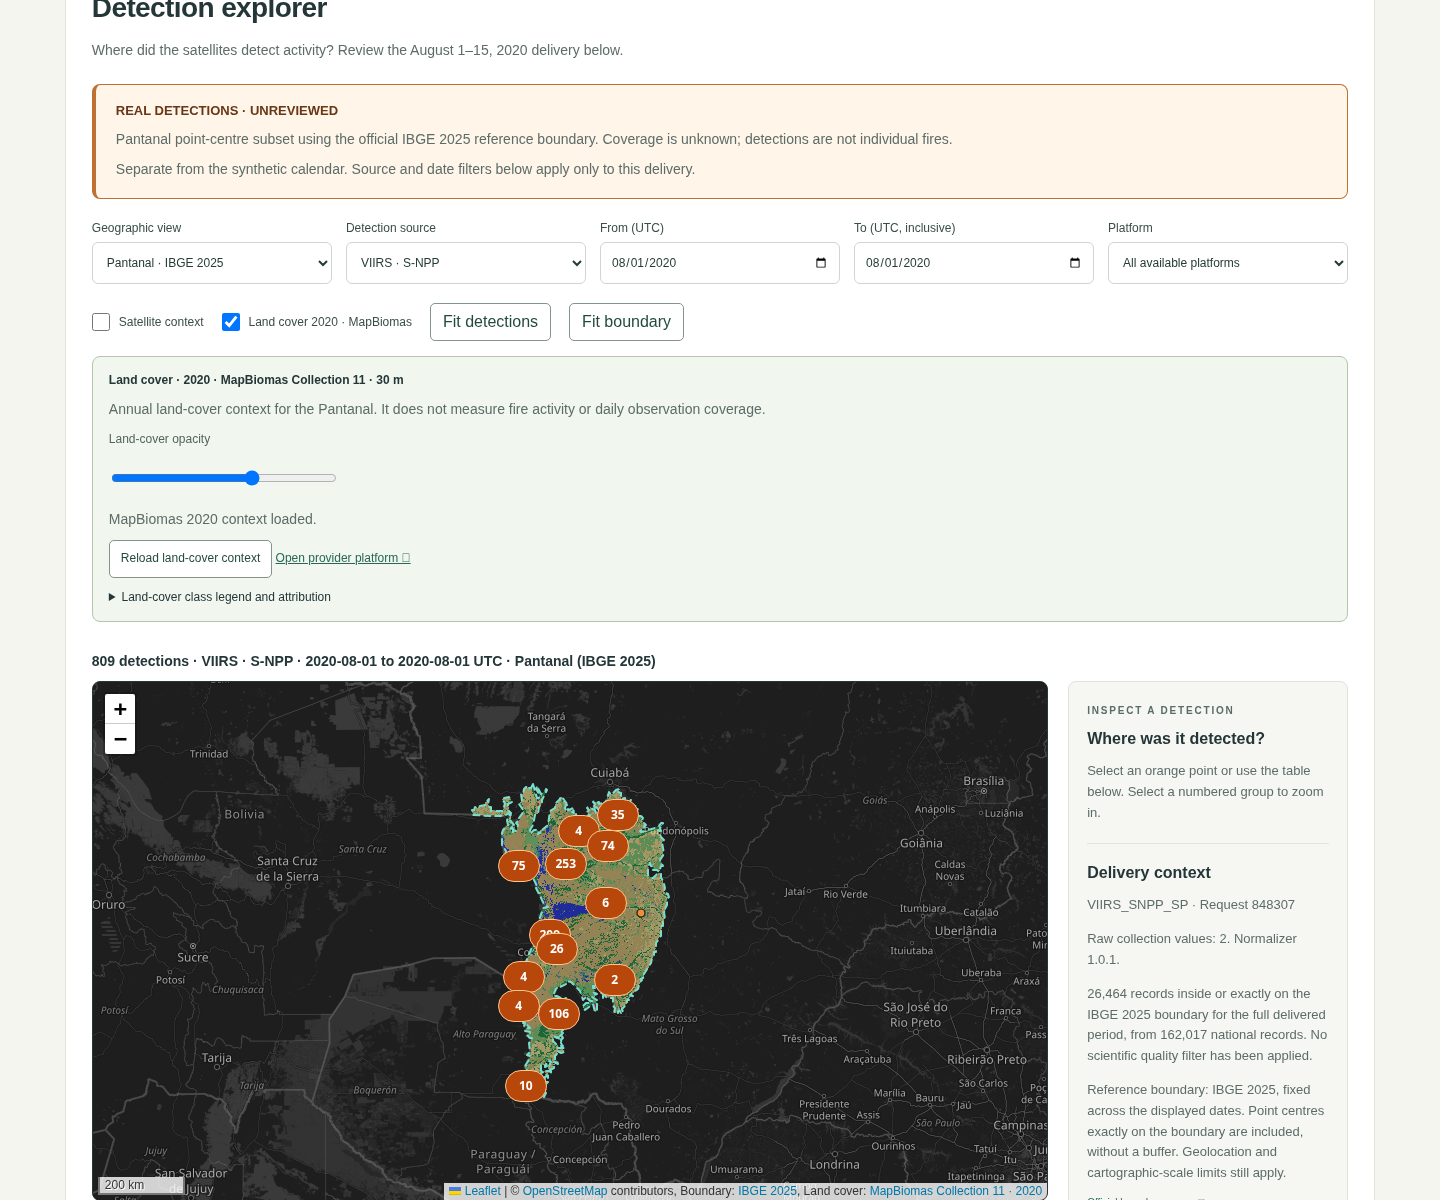 Detection explorer
Where did the satellites detect activity? Review the August 1–15, 2020 delivery below.
REAL DETECTIONS · UNREVIEWED
Pantanal point-centre subset using the official IBGE 2025 reference boundary. Coverage is unknown; detections are not individual fires.
Separate from the synthetic calendar. Source and date filters below apply only to this delivery.
Geographic view
Detection source
From (UTC)
To (UTC, inclusive)
Platform
Pantanal · IBGE 2025
VIIRS · S-NPP
08/01/2020
08/01/2020
All available platforms
Satellite context
Land cover 2020 · MapBiomas
Fit detections
Fit boundary
Land cover · 2020 · MapBiomas Collection 11 · 30 m
Annual land-cover context for the Pantanal. It does not measure fire activity or daily observation coverage.
Land-cover opacity
MapBiomas 2020 context loaded.
Reload land-cover context
Open provider platform
Land-cover class legend and attribution
809 detections · VIIRS · S-NPP · 2020-08-01 to 2020-08-01 UTC · Pantanal (IBGE 2025)
+
−
Tangará
da Serra
Trinidad
Cuiabá
Brasília
Goiás
Anápolis
Luziânia
Bolivia
35
4
74
donópolis
Goiânia
Cochabamba
Santa Cruz
de la Sierra
Santa Cruz
75
253
Caldas
Novas
Jataí
Rio Verde
Oruro
6
Itumbiara
Catalão
Uberlândia
26
Sucre
Ituiutaba
Potosí
Chuquisaca
4
2
Uberaba
Araxá
Potosí
4
106
Mato Grosso
do Sul
São José do
Rio Preto
Franca
Alto Paraguay
Três Lagoas
Tarija
Araçatuba
Ribeirão Preto
Tarija
Boquerón
10
São Carlos
Marília
Bauru
Jaú
Dourados
Presidente
Prudente
Assis
São Paulo
Concepción
Pedro
Juan Caballero
Campinas
Jujuy
Paraguay /
Paraguái
Concepción
Ourinhos
Tatuí
Itu
San Salvador
de Jujuy
Umuarama
Londrina
Itapetininga
200 km
Leaflet | © OpenStreetMap contributors, Boundary: IBGE 2025, Land cover: MapBiomas Collection 11 · 2020
INSPECT A DETECTION
Where was it detected?
Select an orange point or use the table
below. Select a numbered group to zoom
in.
Delivery context
VIIRS_SNPP_SP · Request 848307
Raw collection values: 2. Normalizer
1.0.1.
26,464 records inside or exactly on the
IBGE 2025 boundary for the full delivered
period, from 162,017 national records. No
scientific quality filter has been applied.
Reference boundary: IBGE 2025, fixed
across the displayed dates. Point centres
exactly on the boundary are included,
without a buffer. Geolocation and
cartographic-scale limits still apply.